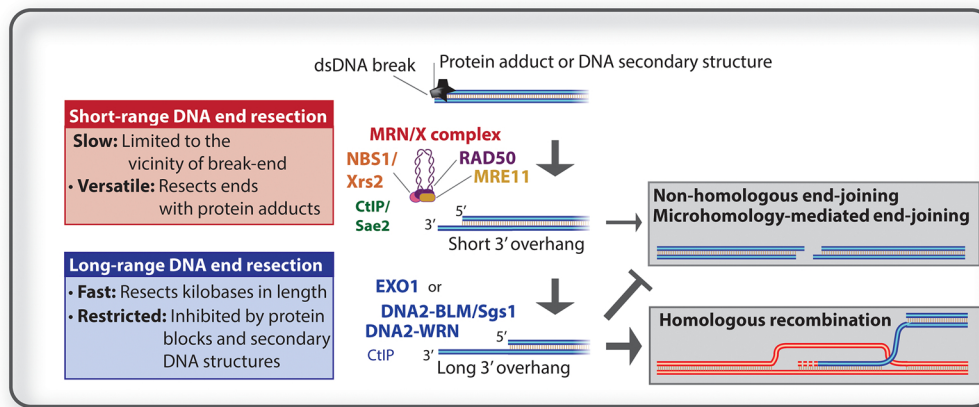 dsDNA break
Protein adduct or DNA secondary structure
Short-range DNA end resection
Slow: Limited to the
vicinity of break-end
• Versatile: Resects ends
with protein adducts
MRN/X complex
NBS1/
Xrs2
RAD50
MRE11
CtIP/
Sae2
5′
3′
Short 3′ overhang
Non-homologous end-joining
Microhomology-mediated end-joining
Long-range DNA end resection
• Fast: Resects kilobases in length
• Restricted: Inhibited by protein
blocks and secondary
DNA structures
EXO1 or
DNA2-BLM/Sgs1
DNA2-WRN
CtIP
5′
3′
Long 3′ overhang
Homologous recombination